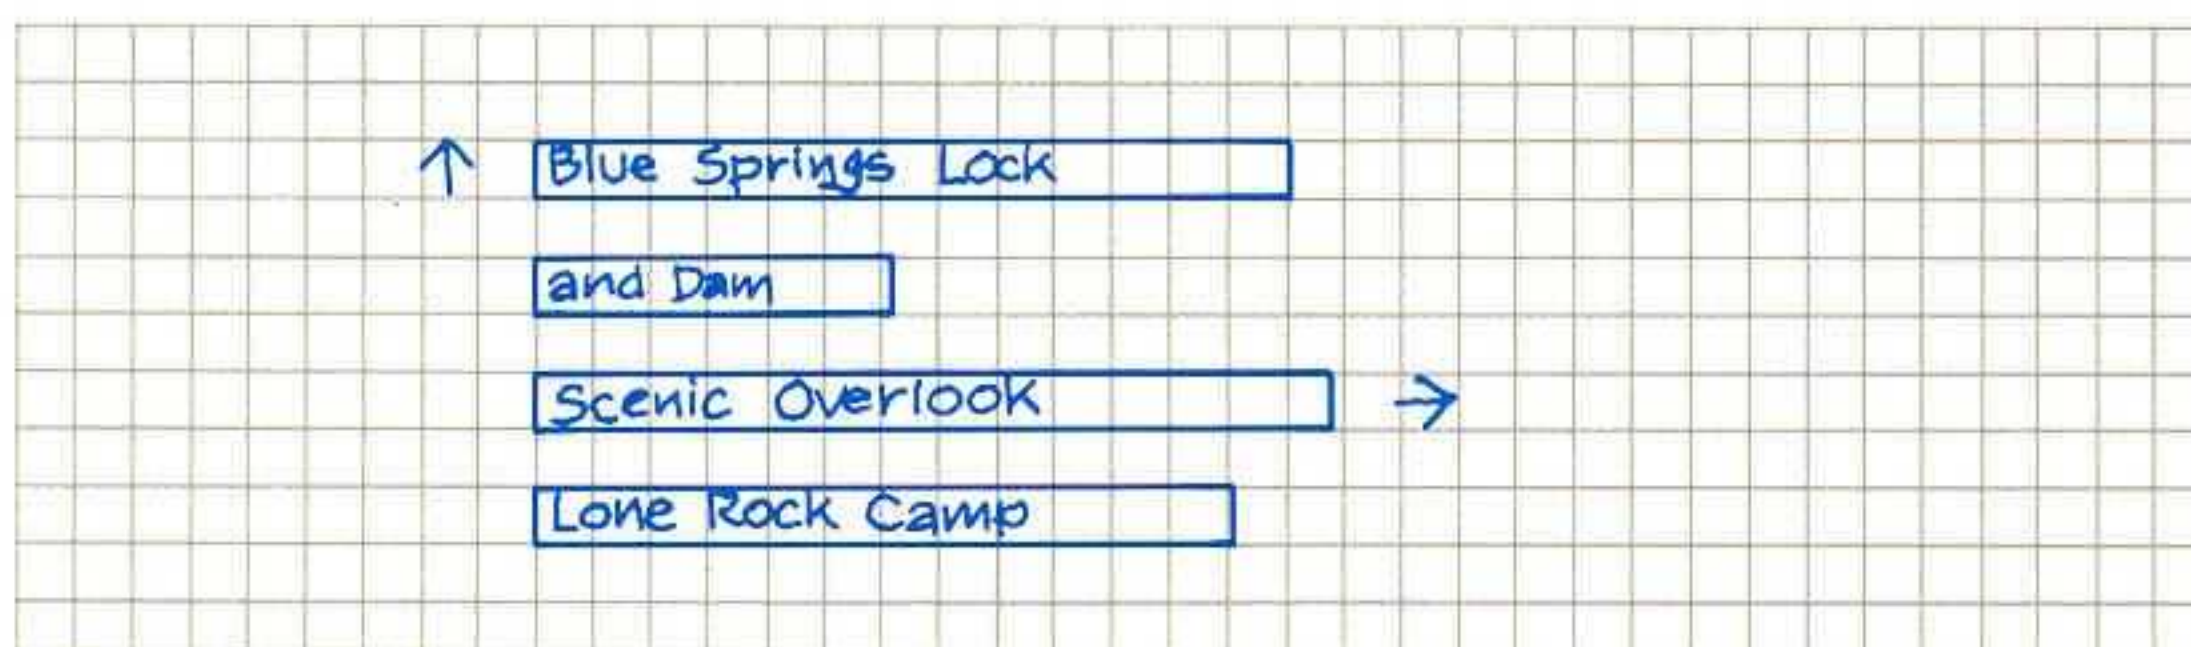 ↑ Blue Springs Lock
and Dam
Scenic Overlook →
Lone Rock Camp